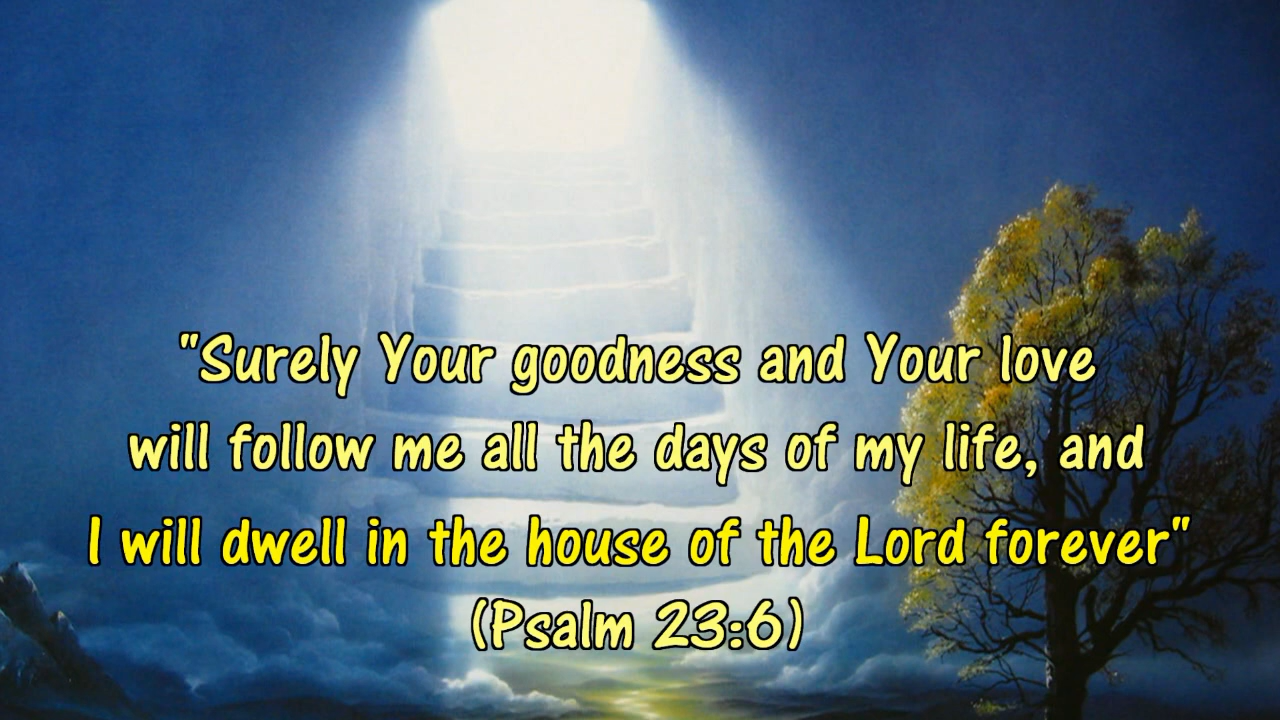 "Surely Your goodness and Your love
will follow me all the days of my life, and
I will dwell in the house of the Lord forever"
(Psalm 23:6)